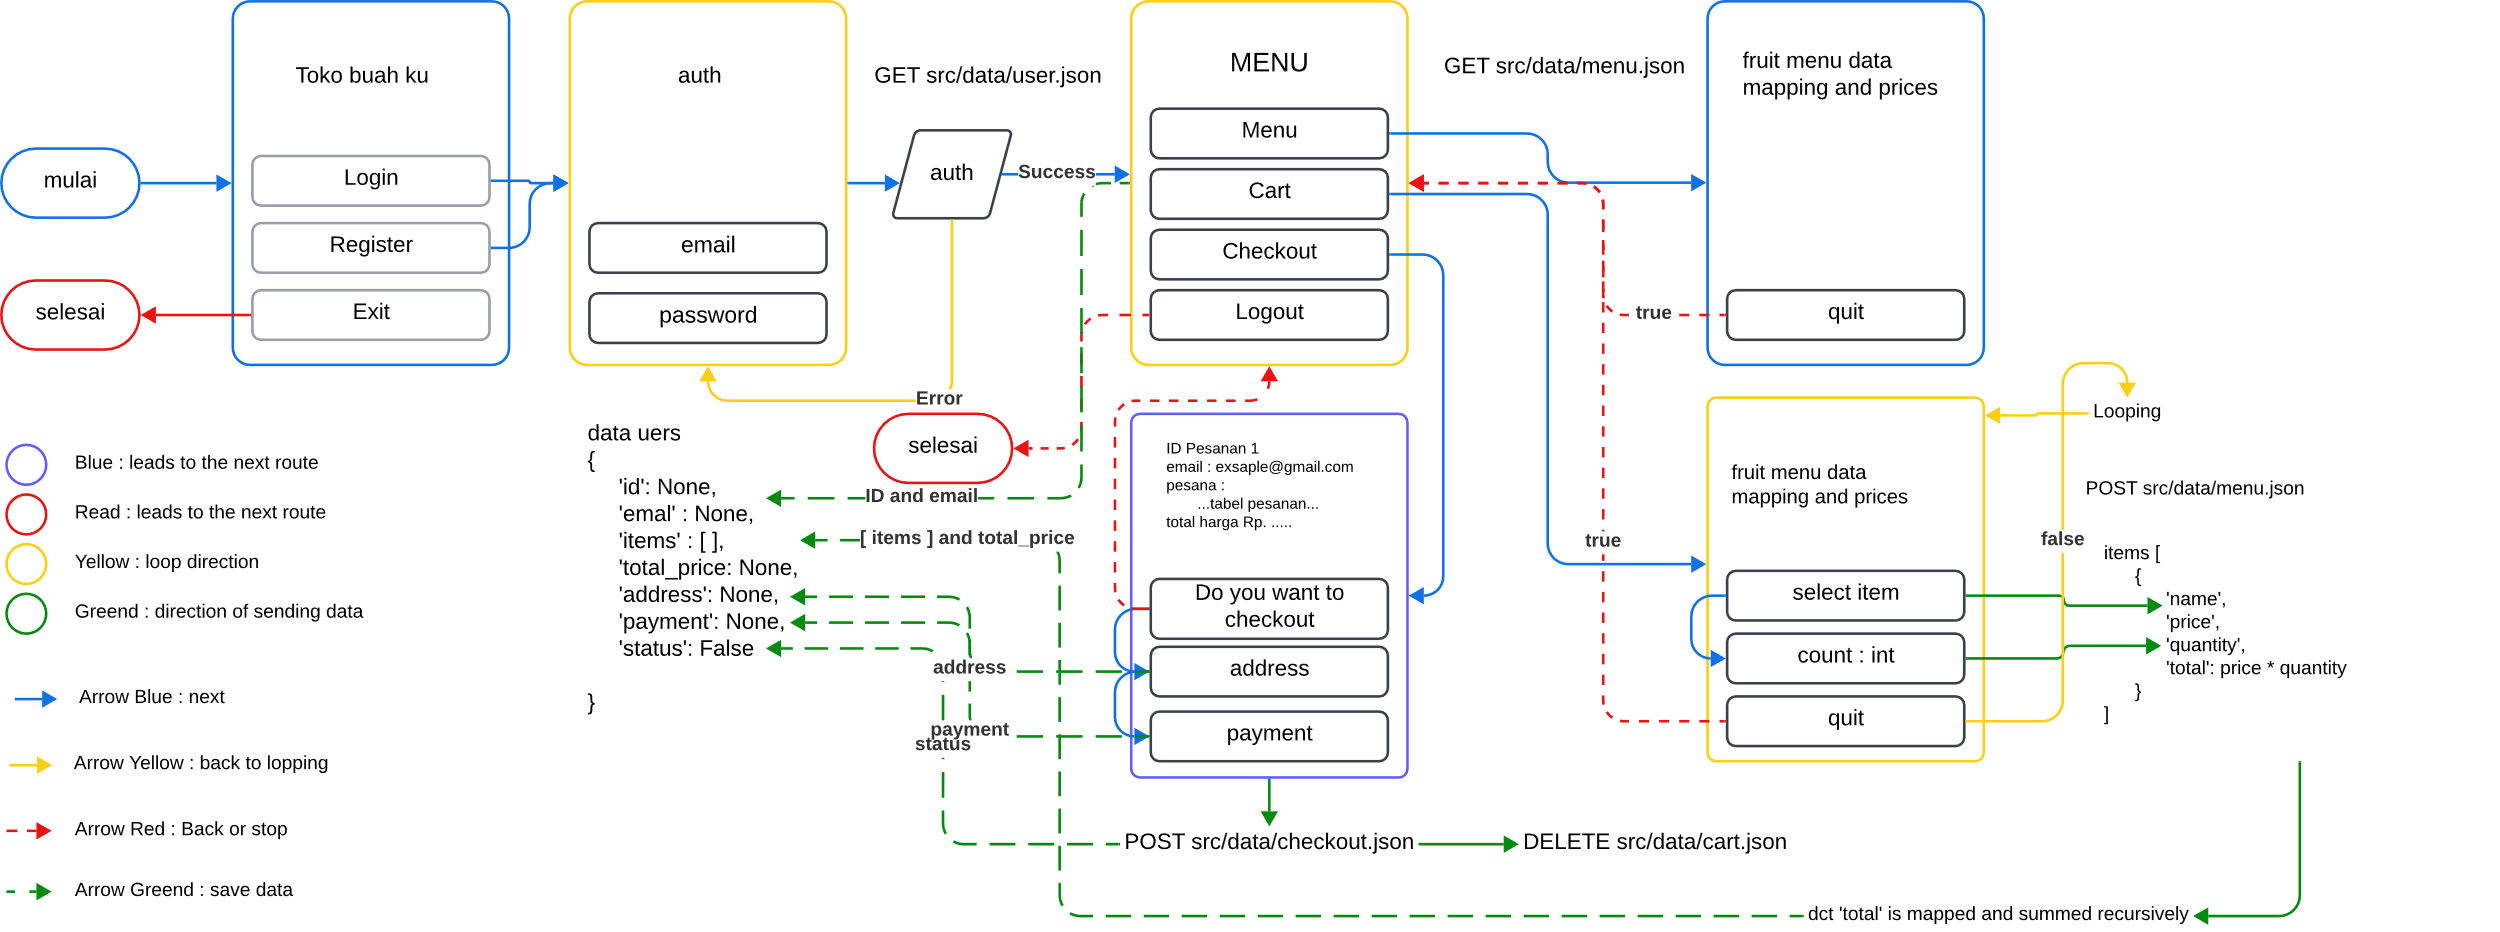 Toko buah ku
mulai
Login
Register
selesai
Exit
auth
email
password
GET src/data/user.json
auth
Success
Error
MENU
Menu
Cart
Checkout
Logout
GET src/data/menu.json
fruit menu data
mapping and prices
quit
true
selesai
data uers
{
'id': None,
'emal' : None,
'items' : [ ],
'total_price: None,
'address': None,
'payment': None,
'status': False
}
ID and email
[ items ] and total_price
address
payment
status
Blue : leads to the next route
Read : leads to the next route
Yellow : loop direction
Greend : direction of sending data
Arrow Blue : next
Arrow Yellow : back to lopping
Arrow Red : Back or stop
Arrow Greend : save data
ID Pesanan 1
email : exsaple@gmail.com
pesana :
...tabel pesanan...
total harga Rp. .....
Do you want to
checkout
address
payment
true
fruit menu data
mapping and prices
select item
count : int
quit
Looping
POST src/data/menu.json
false
items [
{
'name',
'price',
'quantity',
'total': price * quantity
}
]
POST src/data/checkout.json
DELETE src/data/cart.json
dct 'total' is mapped and summed recursively